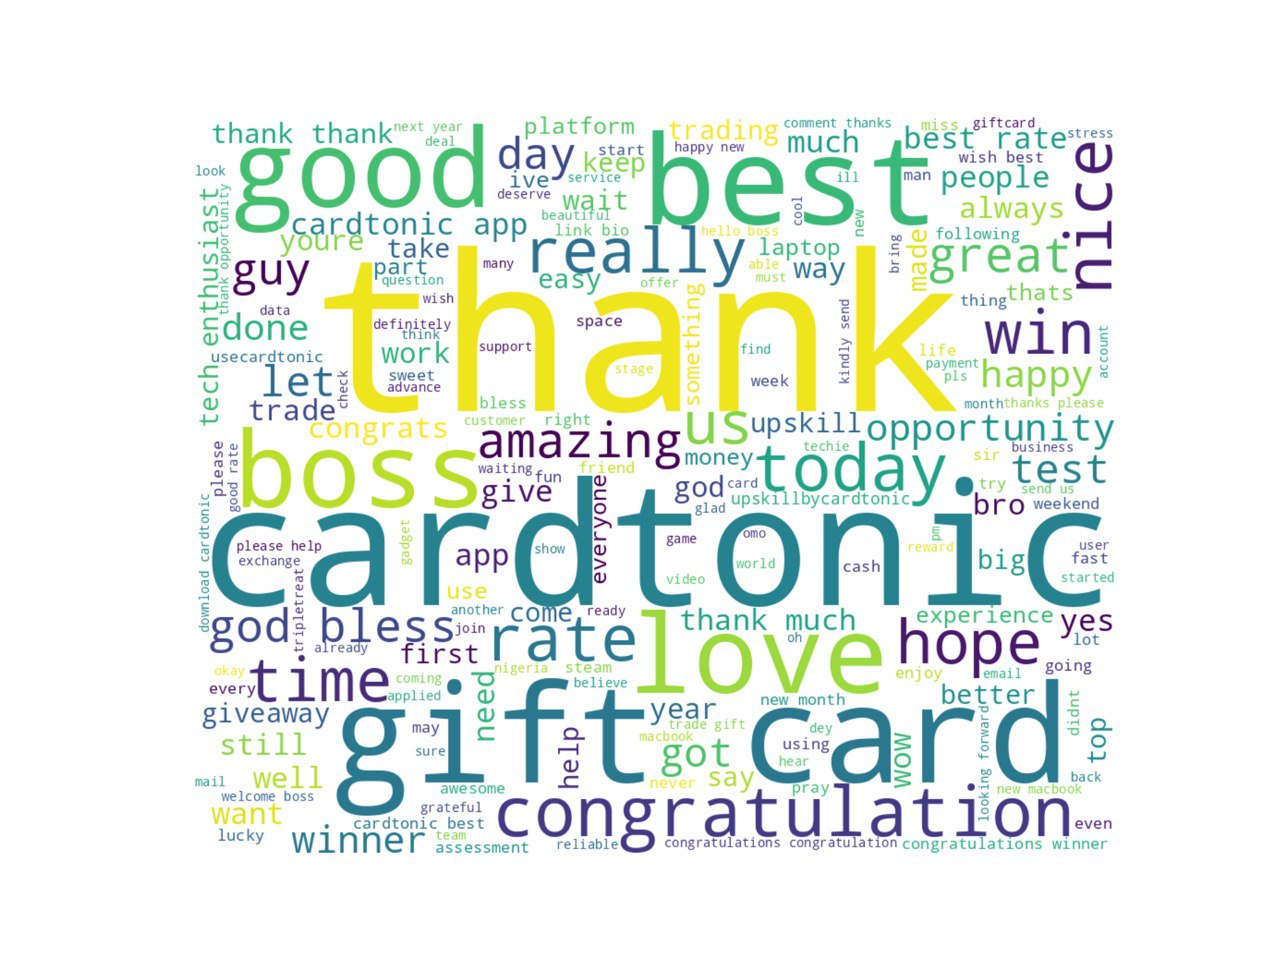 thank thank
next year
deal
platform
trading
comment thanks
miss
giftcard
stress
good
day
start
keep
happy new
best
much
best rate
wish best
nice
look
ive
service
deserve
wait
ill
man
people
cool
new
always
tech enthusiast
thank opportunity
cardtonic app
beautiful
link bio
hello boss
following
youre
take
really
laptop
made
great
guy
part
question
many
easy
offer
able
must
way
bring
thing
thats
data
wish
thank
something
done
definitely
think
space
kindly send
win
account
usecardtonic
work
support
find
life
payment
pls
let
sweet
advance
check
stage
week
happy
trade
bless
month
thanks please
congrats
customer
right
us
upskill
opportunity
please
good rate
boss
amazing
techie
business
waiting
fun
friend
money
today
sir
test
give
everyone
god
card
glad
upskillbycardtonic
try
send us
bro
weekend
download cardtonic
cardtonic
please help
exchange
gadget
app
show
game
omo
pm
reward
big
user
fast
tripletreat
use
video
world
cash
started
god bless
another
come
ready
thank much
experience
yes
join
rate
love
oh
hope
lot
already
first
okay
every
time
nigeria
steam
coming
applied
believe
enjoy
email
going
giveaway
gift card
need
year
new month
better
didnt
may
macbook
trade gift
dey
still
sure
help
got
using
wow
looking forward
top
mail
well
awesome
never
say
hear
pray
new macbook
back
welcome boss
want
grateful
congratulation
even
lucky
cardtonic best
winner
team
assessment
reliable
congratulations congratulation
congratulations winner